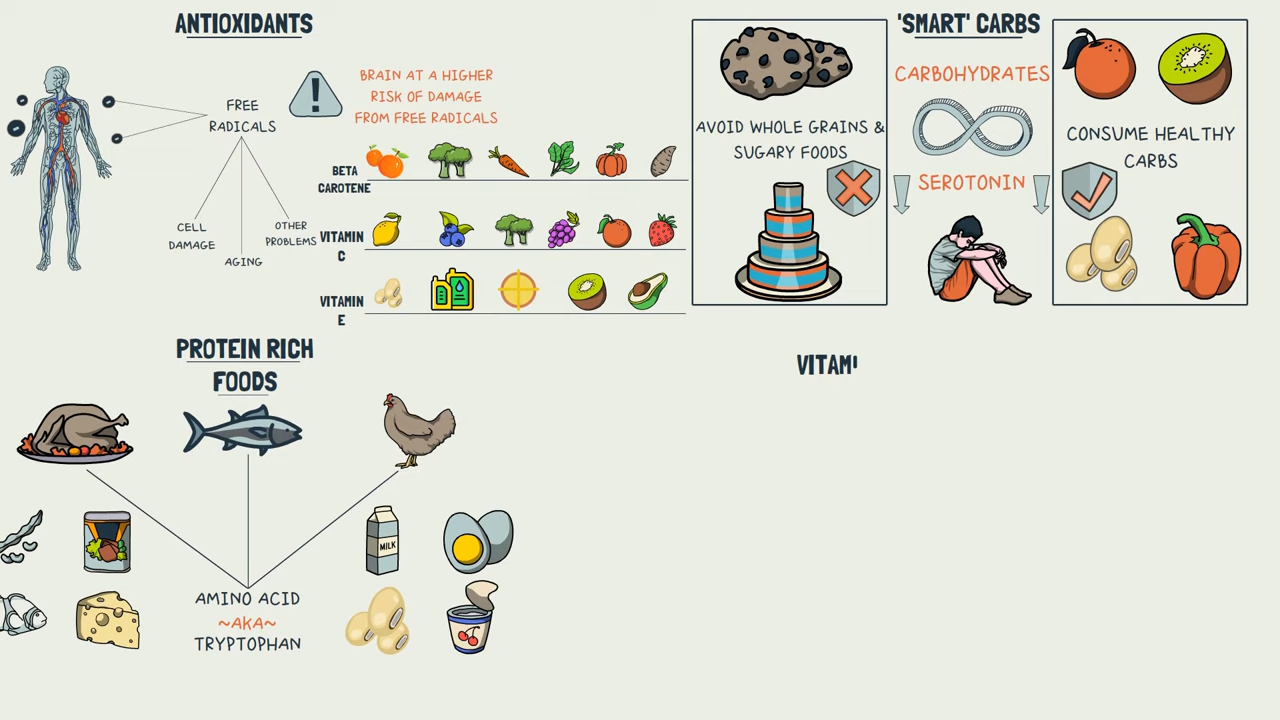 ANTIOXIDANTS
FREE
RADICALS
BRAIN AT A HIGHER
RISK OF DAMAGE
FROM FREE RADICALS
CELL
DAMAGE
AGING
OTHER
PROBLEMS
BETA
CAROTENE
VITAMIN
C
VITAMIN
E
'SMART' CARBS
AVOID WHOLE GRAINS &
SUGARY FOODS
CARBOHYDRATES
SEROTONIN
CONSUME HEALTHY
CARBS
PROTEIN RICH
FOODS
MILK
AMINO ACID
~AKA~
TRYPTOPHAN
VITAM